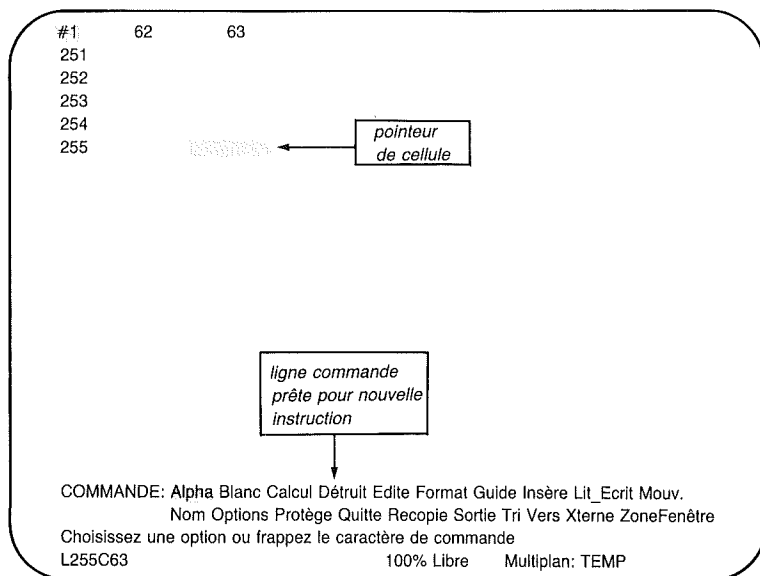 #1 62 63
251
252
253
254
255
pointeur
de cellule
ligne commande
prête pour nouvelle
instruction
COMMANDE: Alpha Blanc Calcul Détruit Edite Format Guide Insère Lit_Ecrit Mouv.
Nom Options Protège Quitte Recopie Sortie Tri Vers Xterne ZoneFenêtre
Choisissez une option ou frappez le caractère de commande
L255C63 100% Libre Multiplan: TEMP